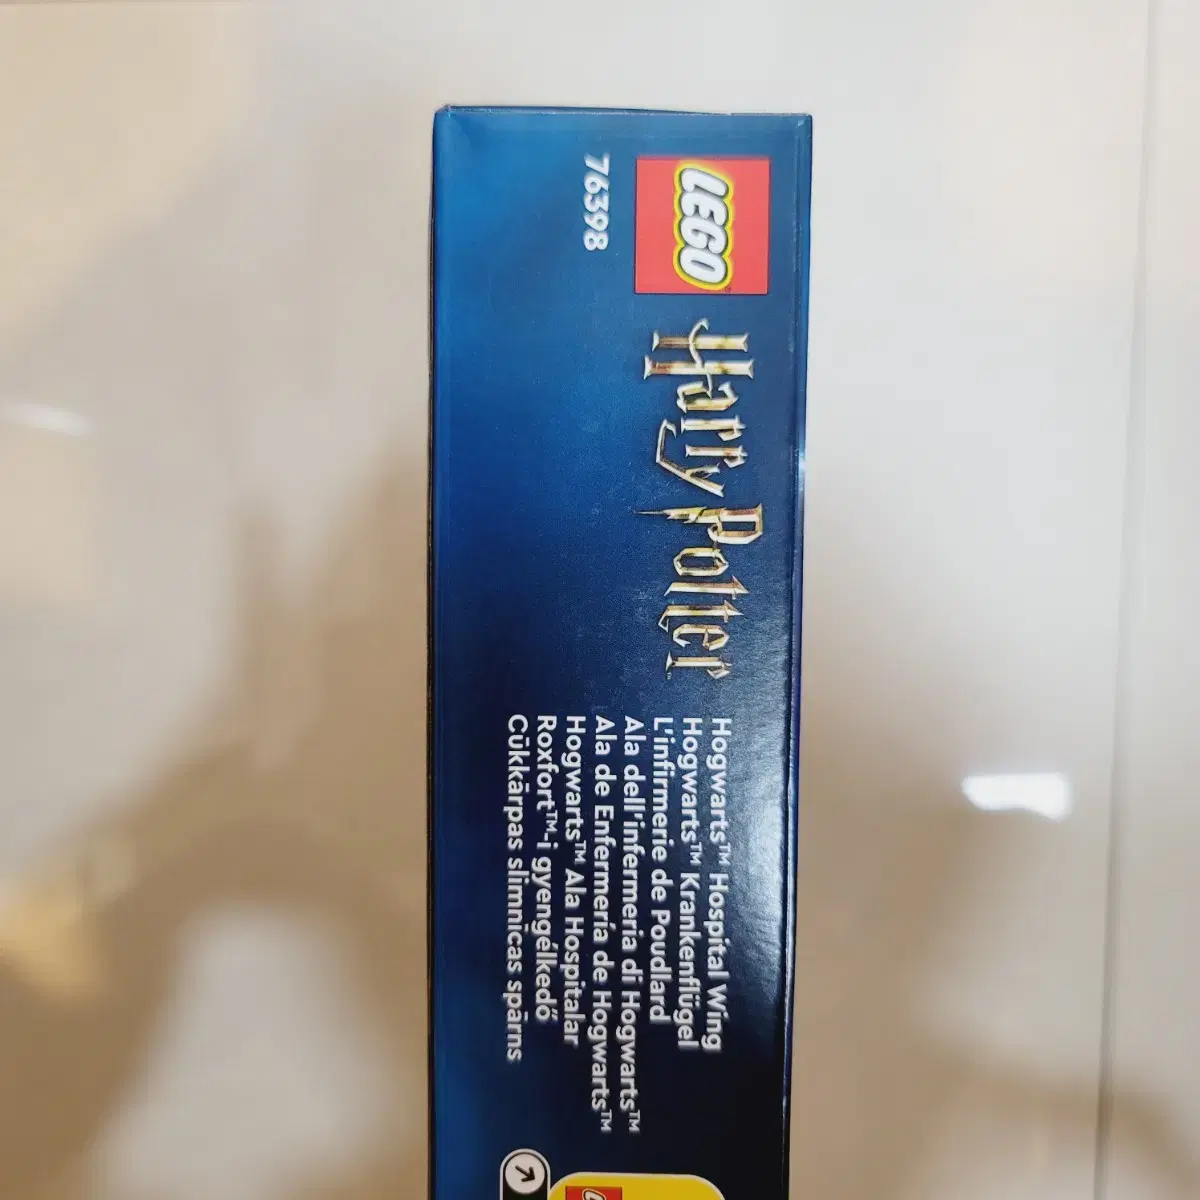 LEGO
76398
Harry Potter
Hogwarts™ Hospital Wing
Hogwarts™ Krankenflügel
L'infirmerie de Poudlard
Ala dell'infermeria di Hogwarts™
Ala de Enfermería de Hogwarts™
Hogwarts™ Ala Hospitalar
Roxfort™-i gyengélkedő
Cūkkārpas slimnīcas spārns